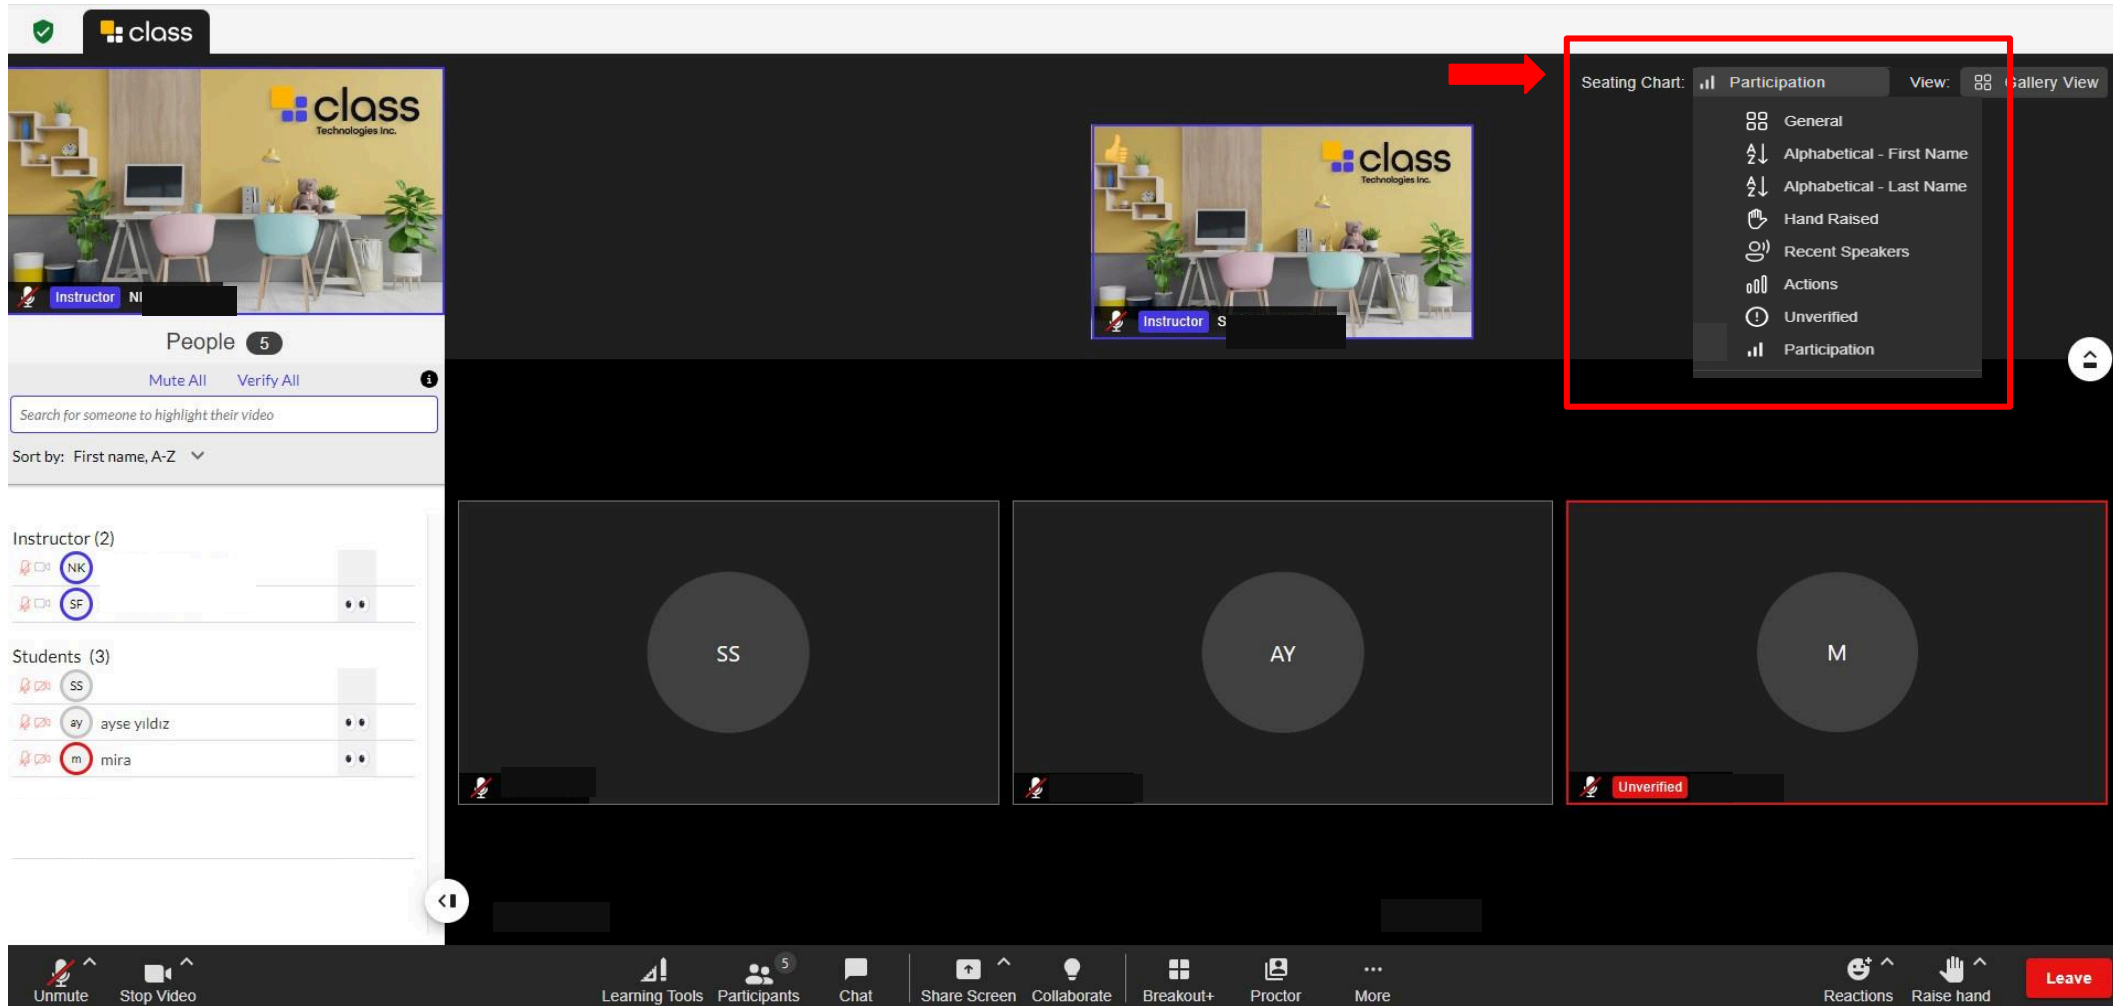 class
class
Technologies Inc.
Instructor
People 5
Mute All Verify All
Search for someone to highlight their video
Sort by: First name, A-Z
Instructor (2)
NK
SF
Students (3)
SS
ay ayse yıldız
m mira
class
Technologies Inc.
Instructor S
Seating Chart: Participation View: Gallery View
General
Alphabetical - First Name
Alphabetical - Last Name
Hand Raised
Recent Speakers
Actions
Unverified
Participation
SS
AY
M
Unverified
Unmute
Stop Video
Learning Tools
Participants 5
Chat
Share Screen
Collaborate
Breakout+
Proctor
More
Reactions
Raise hand
Leave